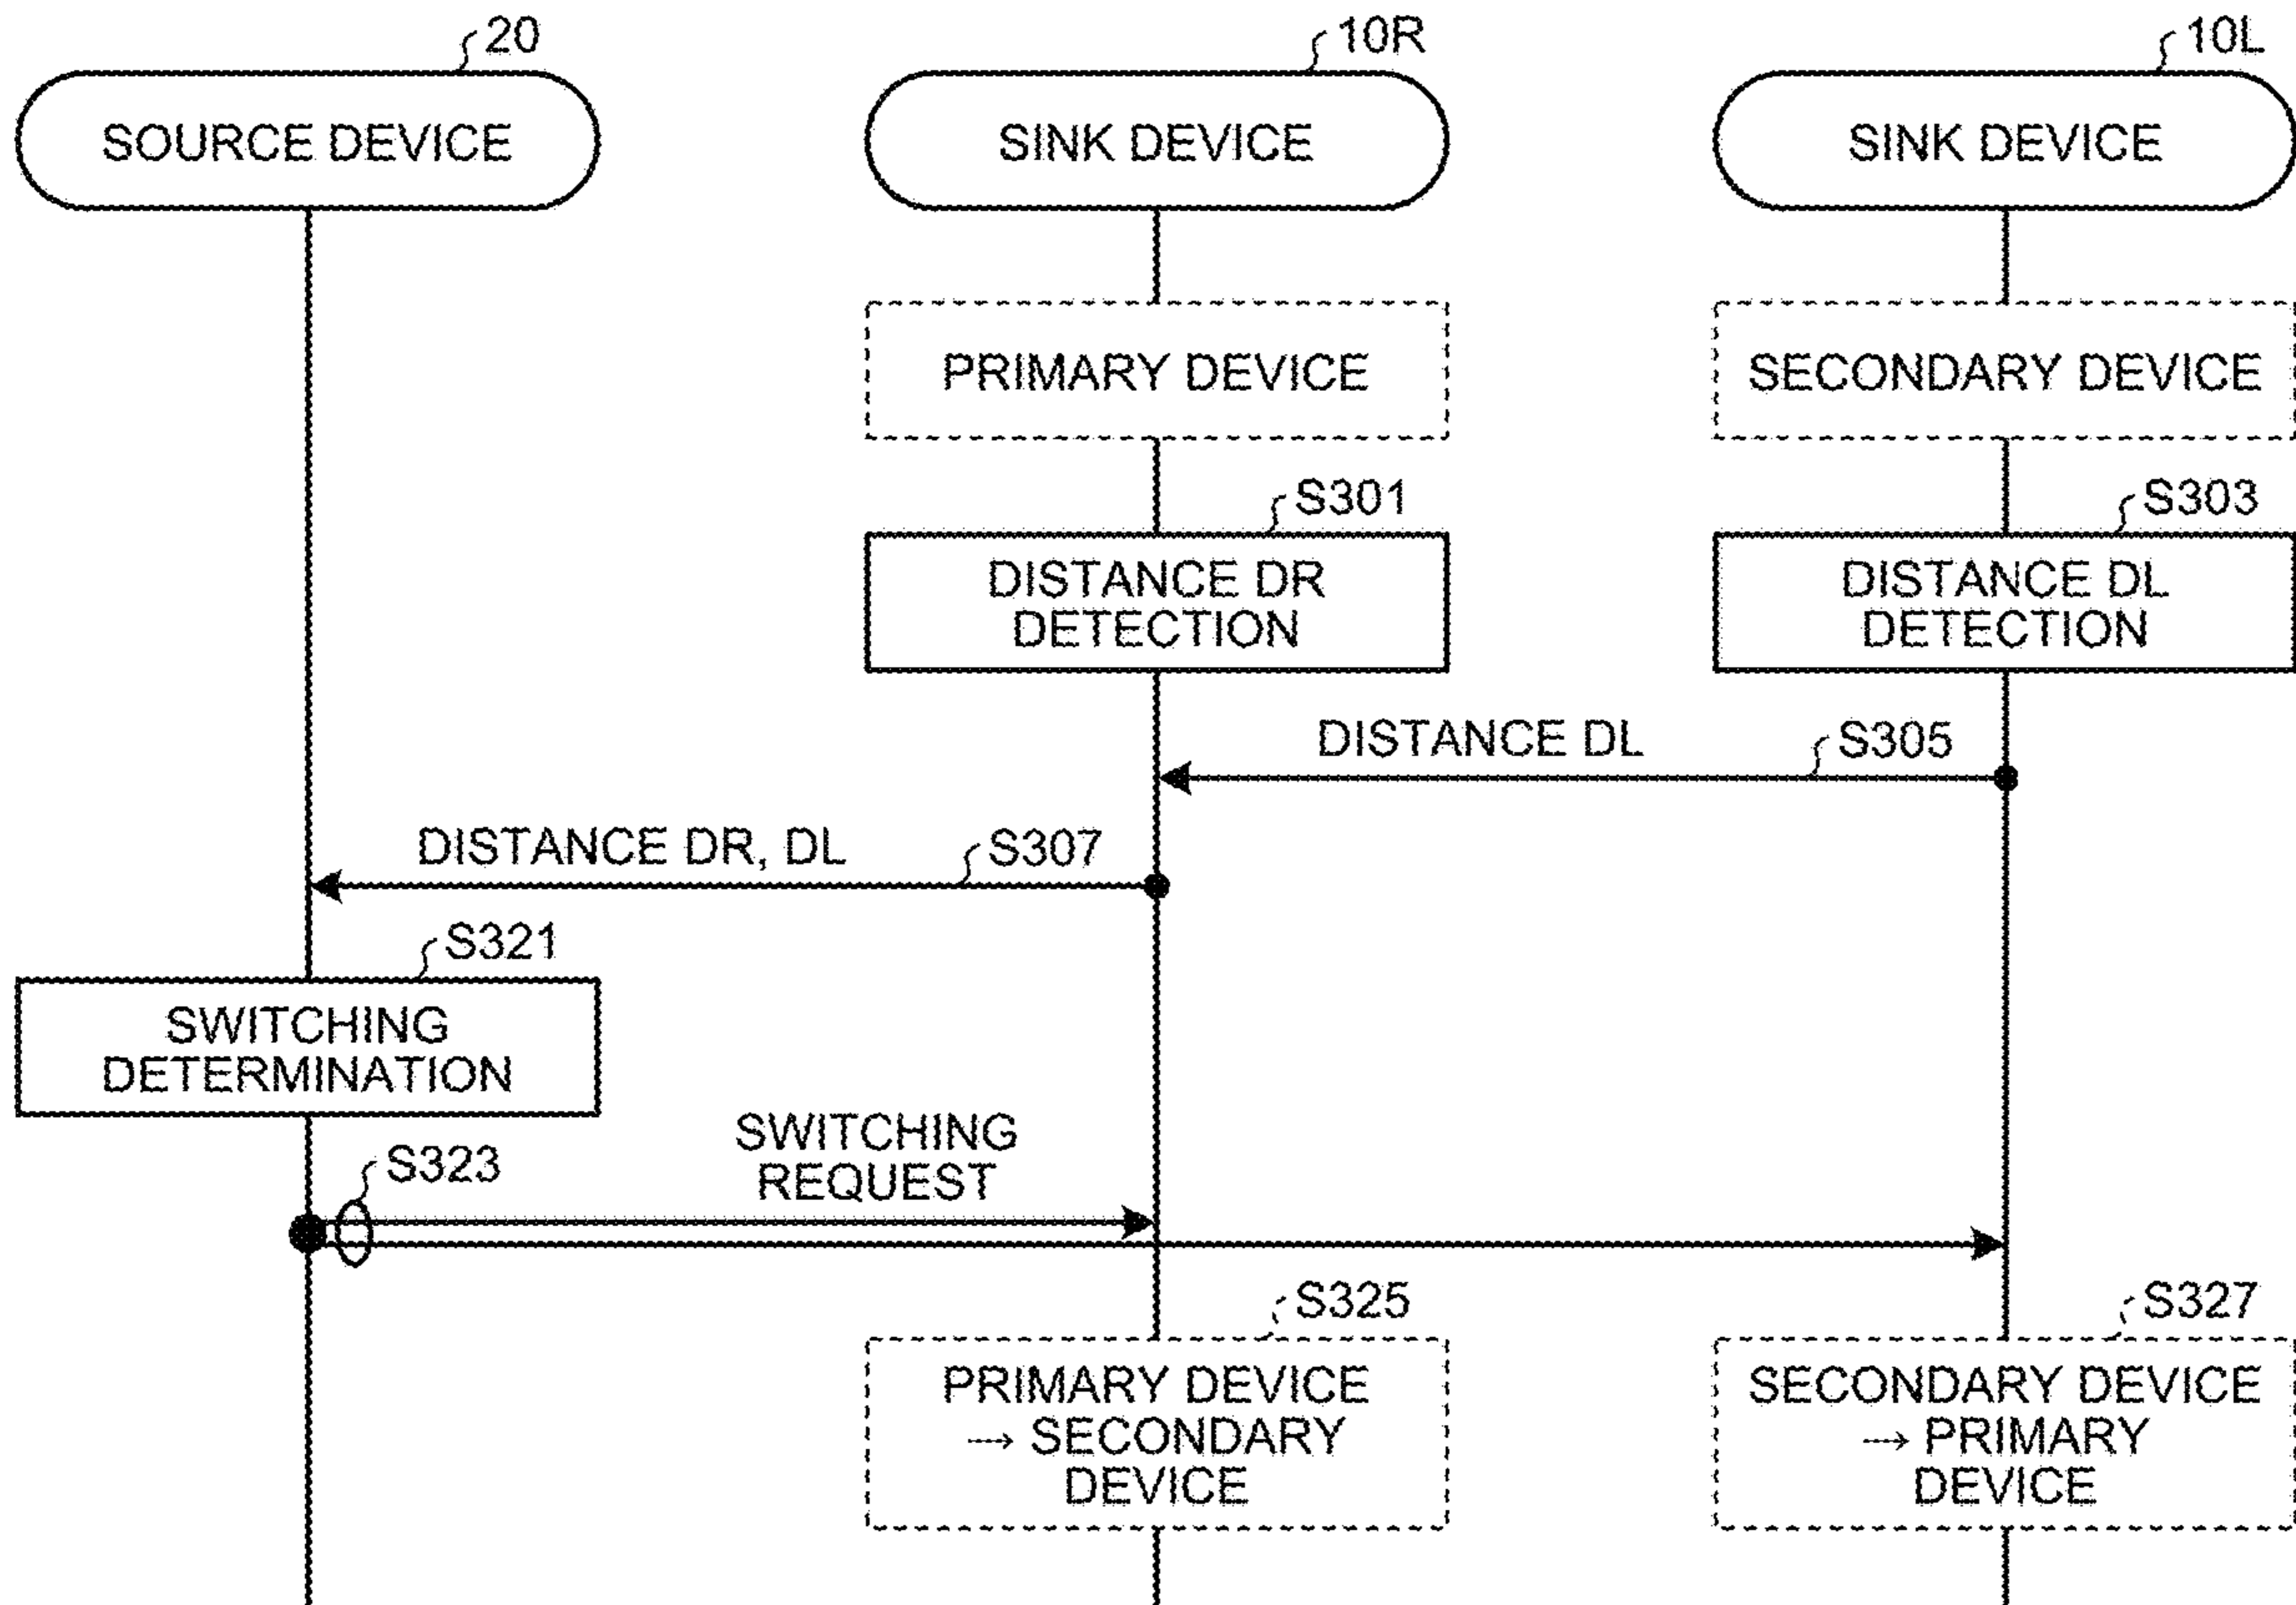 20
10R
10L
SOURCE DEVICE
SINK DEVICE
SINK DEVICE
PRIMARY DEVICE
SECONDARY DEVICE
S301
S303
DISTANCE DR
DETECTION
DISTANCE DL
DETECTION
DISTANCE DL
S305
DISTANCE DR, DL
S307
S321
SWITCHING
DETERMINATION
S323
SWITCHING
REQUEST
S325
S327
PRIMARY DEVICE
→ SECONDARY
DEVICE
SECONDARY DEVICE
→ PRIMARY
DEVICE